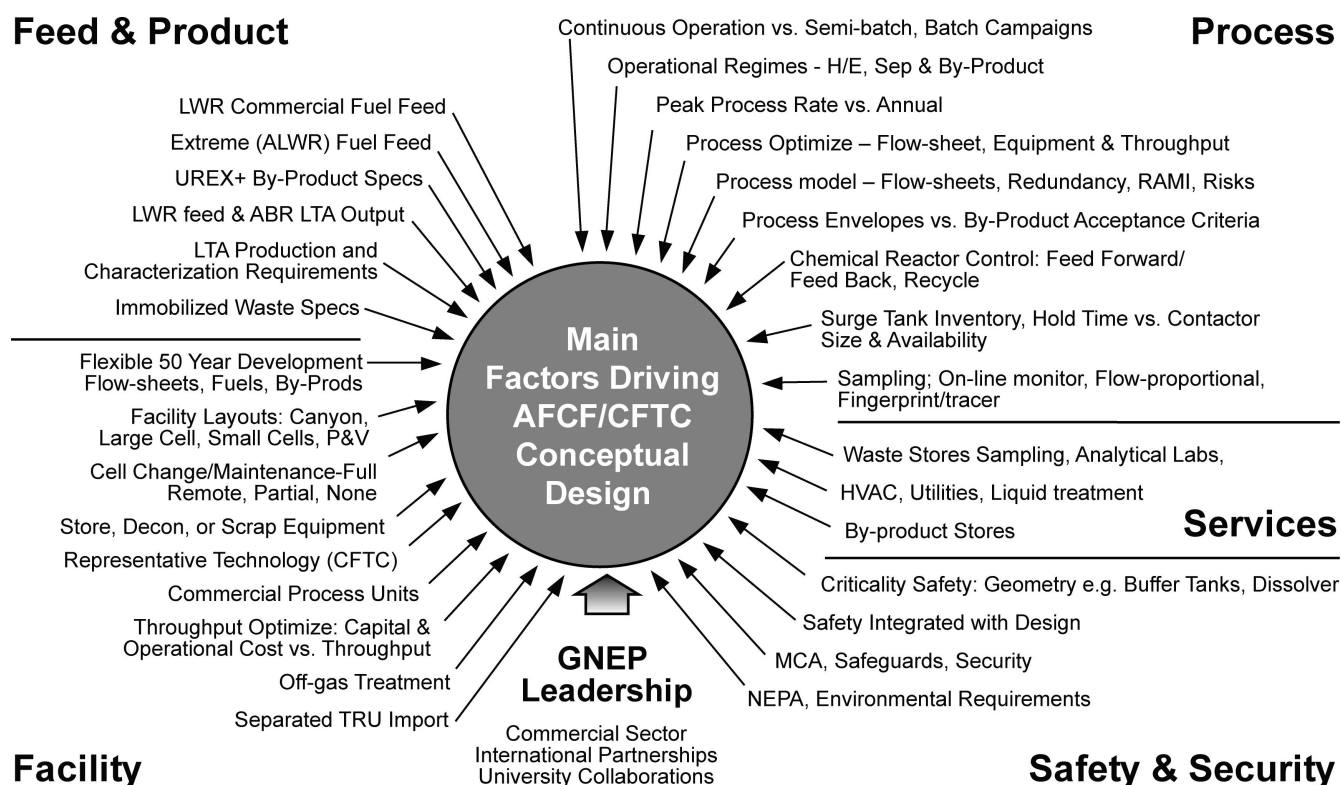 Feed & Product
LWR Commercial Fuel Feed
Extreme (ALWR) Fuel Feed
UREX+ By-Product Specs
LWR feed & ABR LTA Output
LTA Production and
Characterization Requirements
Immobilized Waste Specs
Flexible 50 Year Development
Flow-sheets, Fuels, By-Prods
Facility Layouts: Canyon,
Large Cell, Small Cells, P&V
Cell Change/Maintenance-Full
Remote, Partial, None
Store, Decon, or Scrap Equipment
Representative Technology (CFTC)
Commercial Process Units
Throughput Optimize: Capital &
Operational Cost vs. Throughput
Off-gas Treatment
Separated TRU Import
Facility
Main
Factors Driving
AFCF/CFTC
Conceptual
Design
GNEP
Leadership
Commercial Sector
International Partnerships
University Collaborations
Process
Continuous Operation vs. Semi-batch, Batch Campaigns
Operational Regimes - H/E, Sep & By-Product
Peak Process Rate vs. Annual
Process Optimize – Flow-sheet, Equipment & Throughput
Process model – Flow-sheets, Redundancy, RAMI, Risks
Process Envelopes vs. By-Product Acceptance Criteria
Chemical Reactor Control: Feed Forward/
Feed Back, Recycle
Surge Tank Inventory, Hold Time vs. Contactor
Size & Availability
Sampling; On-line monitor, Flow-proportional,
Fingerprint/tracer
Waste Stores Sampling, Analytical Labs,
HVAC, Utilities, Liquid treatment
By-product Stores
Services
Criticality Safety: Geometry e.g. Buffer Tanks, Dissolver
Safety Integrated with Design
MCA, Safeguards, Security
NEPA, Environmental Requirements
Safety & Security